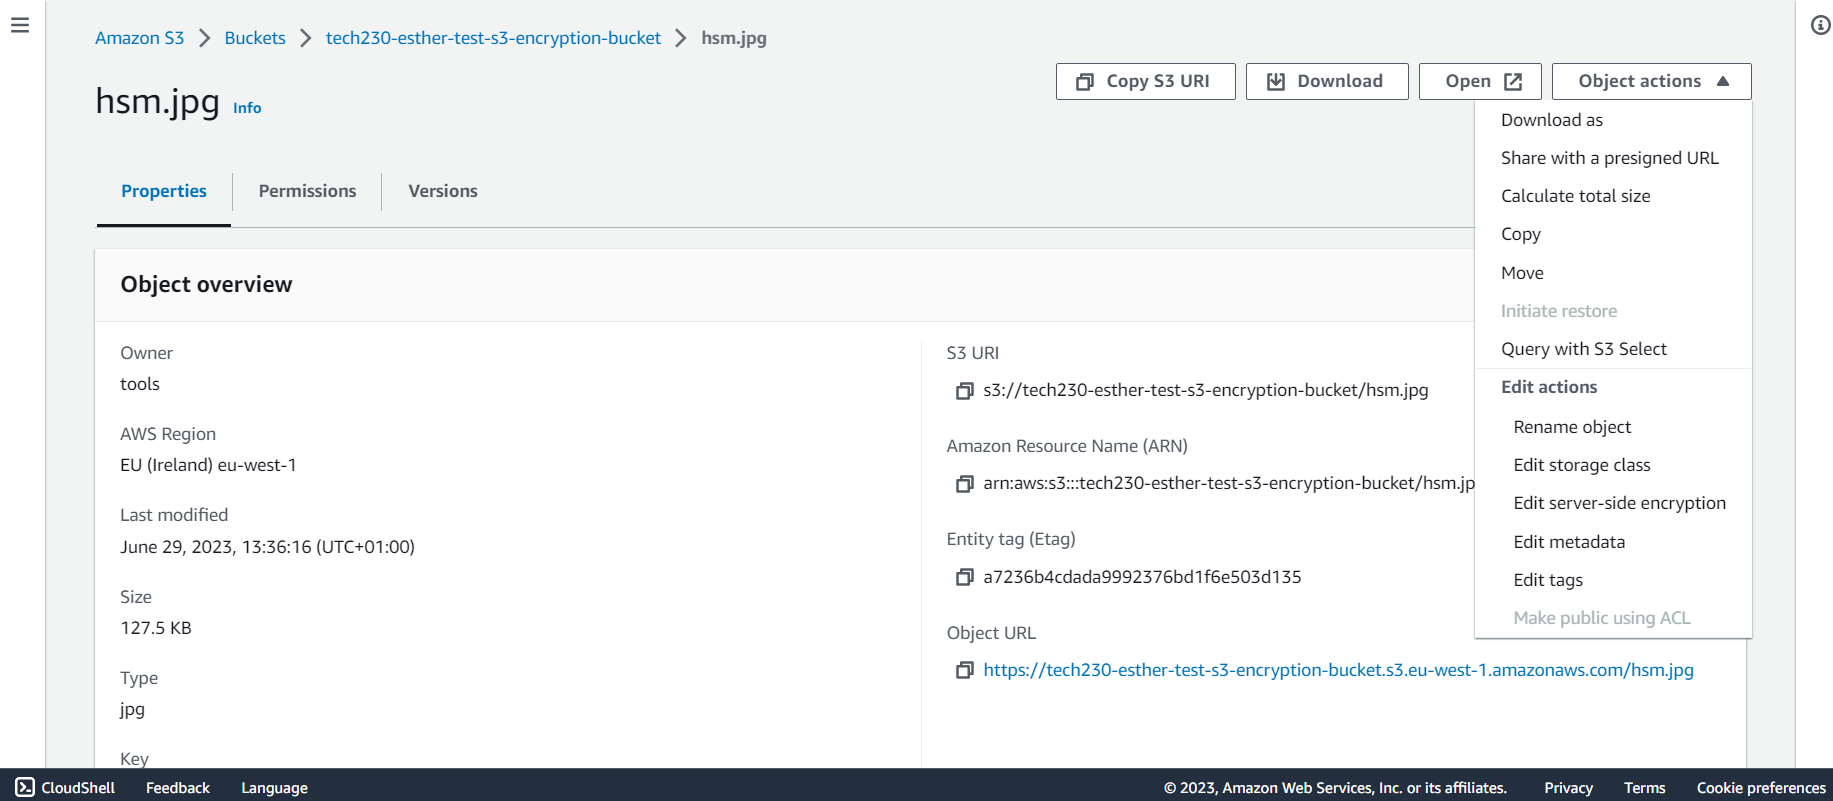 Amazon S3 > Buckets > tech230-esther-test-s3-encryption-bucket > hsm.jpg
hsm.jpg Info
Copy S3 URI Download Open Object actions
Download as
Share with a presigned URL
Calculate total size
Copy
Move
Initiate restore
Query with S3 Select
Edit actions
Rename object
Edit storage class
Edit server-side encryption
Edit metadata
Edit tags
Make public using ACL
Properties Permissions Versions
Object overview
Owner
tools
AWS Region
EU (Ireland) eu-west-1
Last modified
June 29, 2023, 13:36:16 (UTC+01:00)
Size
127.5 KB
Type
jpg
Key
S3 URI
s3://tech230-esther-test-s3-encryption-bucket/hsm.jpg
Amazon Resource Name (ARN)
arn:aws:s3:::tech230-esther-test-s3-encryption-bucket/hsm.jp
Entity tag (Etag)
a7236b4cdada9992376bd1f6e503d135
Object URL
https://tech230-esther-test-s3-encryption-bucket.s3.eu-west-1.amazonaws.com/hsm.jpg
CloudShell Feedback Language © 2023, Amazon Web Services, Inc. or its affiliates. Privacy Terms Cookie preferences